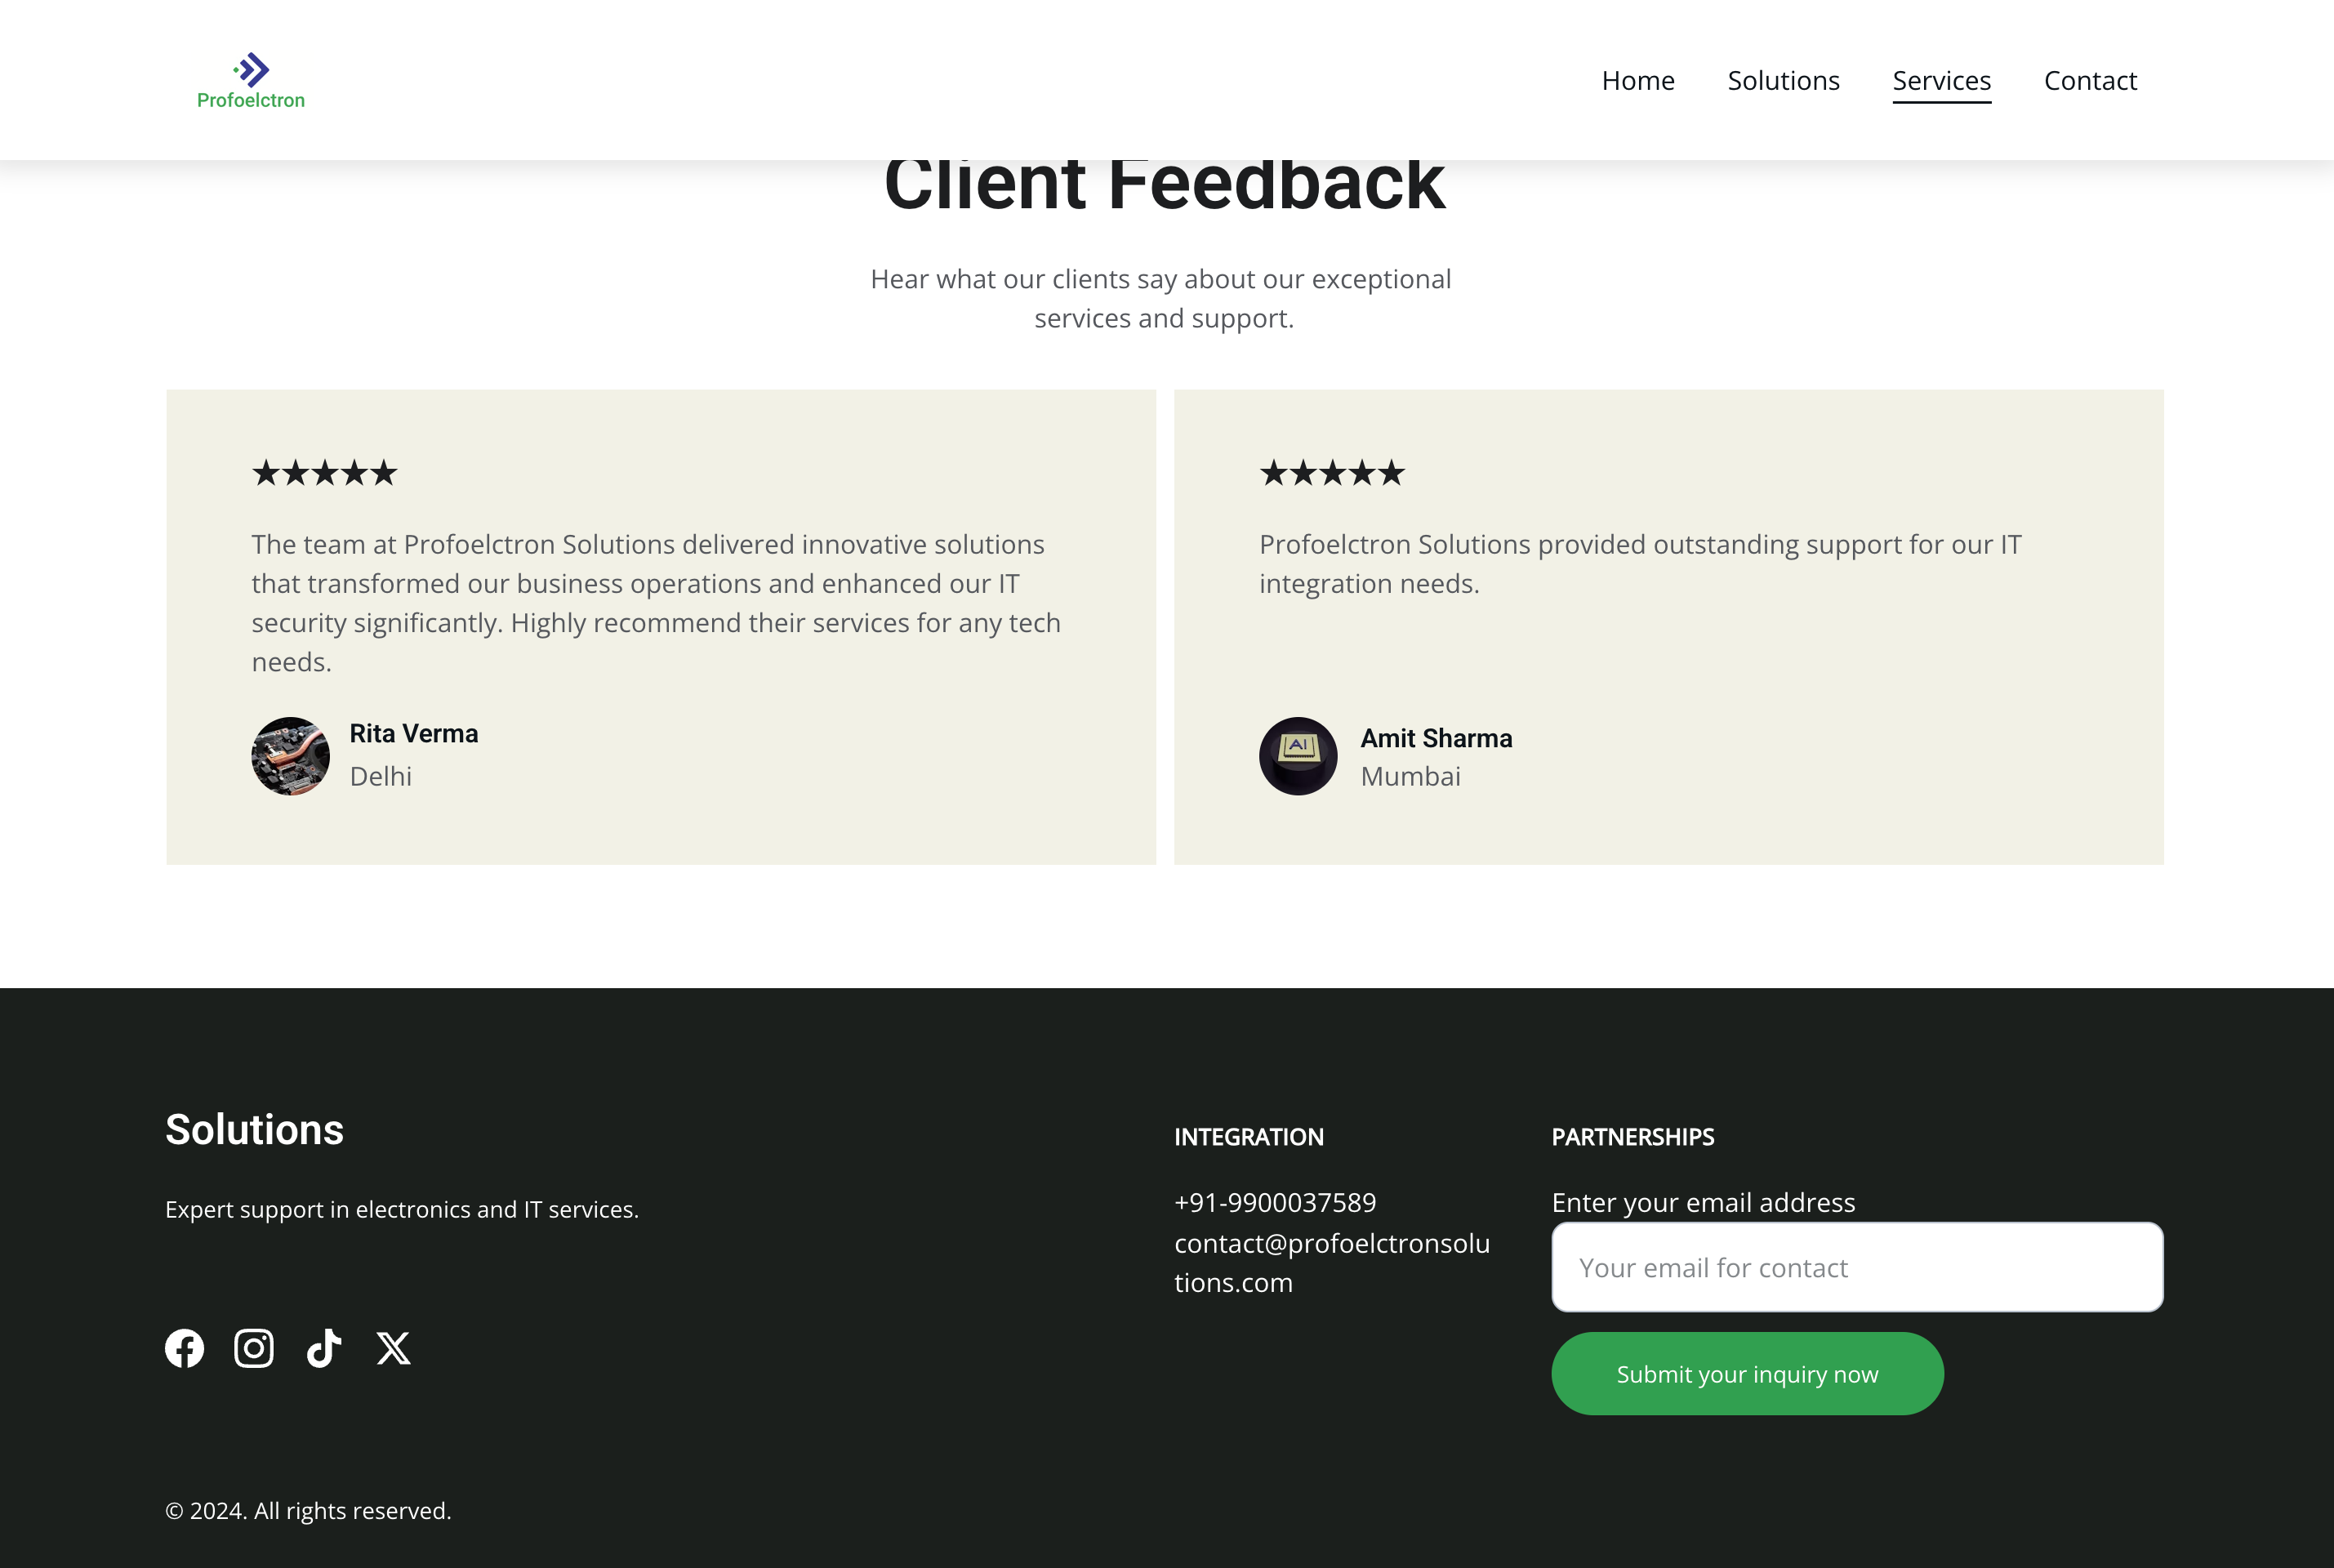 Profoelctron
Home Solutions Services Contact
Client Feedback
Hear what our clients say about our exceptional
services and support.
★★★★★
The team at Profoelctron Solutions delivered innovative solutions
that transformed our business operations and enhanced our IT
security significantly. Highly recommend their services for any tech
needs.
Rita Verma
Delhi
★★★★★
Profoelctron Solutions provided outstanding support for our IT
integration needs.
AI
Amit Sharma
Mumbai
Solutions
Expert support in electronics and IT services.
INTEGRATION
+91-9900037589
contact@profoelctronsolu
tions.com
PARTNERSHIPS
Enter your email address
Your email for contact
Submit your inquiry now
© 2024. All rights reserved.